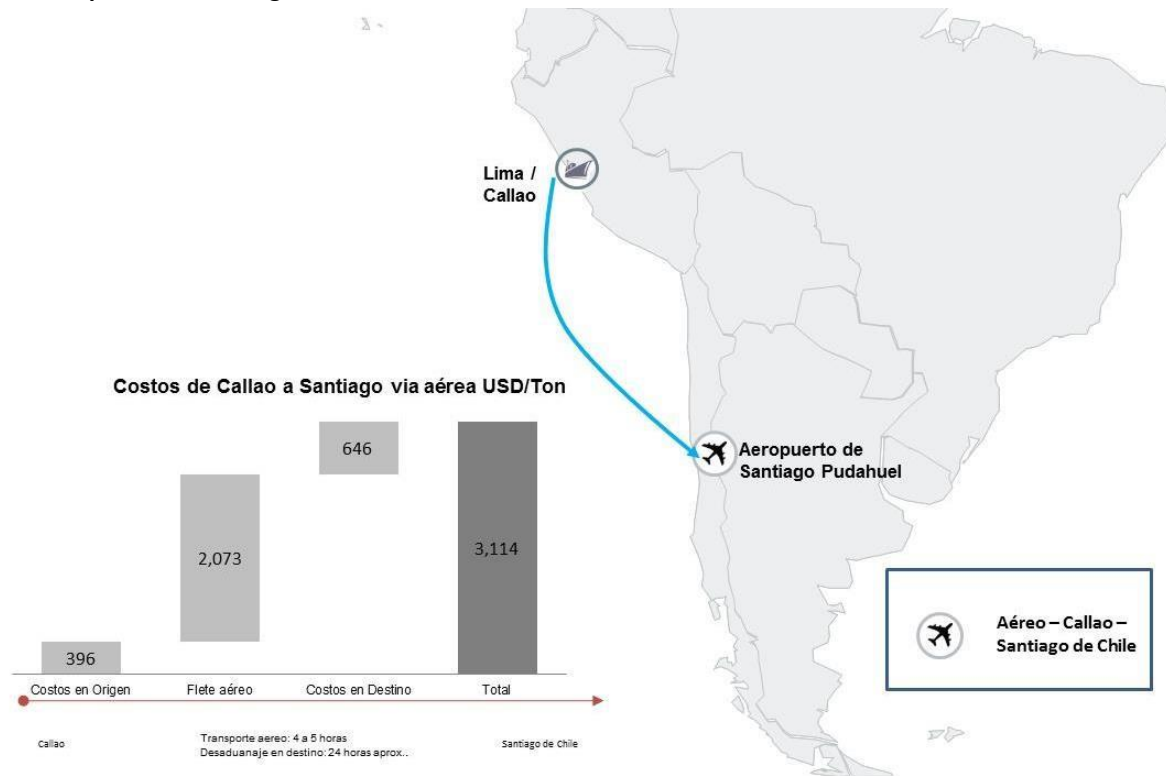 Lima /
Callao
Costos de Callao a Santiago via aérea USD/Ton
646
Aeropuerto de
Santiago Pudahuel
2,073
3,114
396
Costos en Origen
Flete aéreo
Costos en Destino
Total
Aéreo – Callao –
Santiago de Chile
Callao
Transporte aereo: 4 a 5 horas
Desaduanaje en destino: 24 horas aprox..
Santiago de Chile